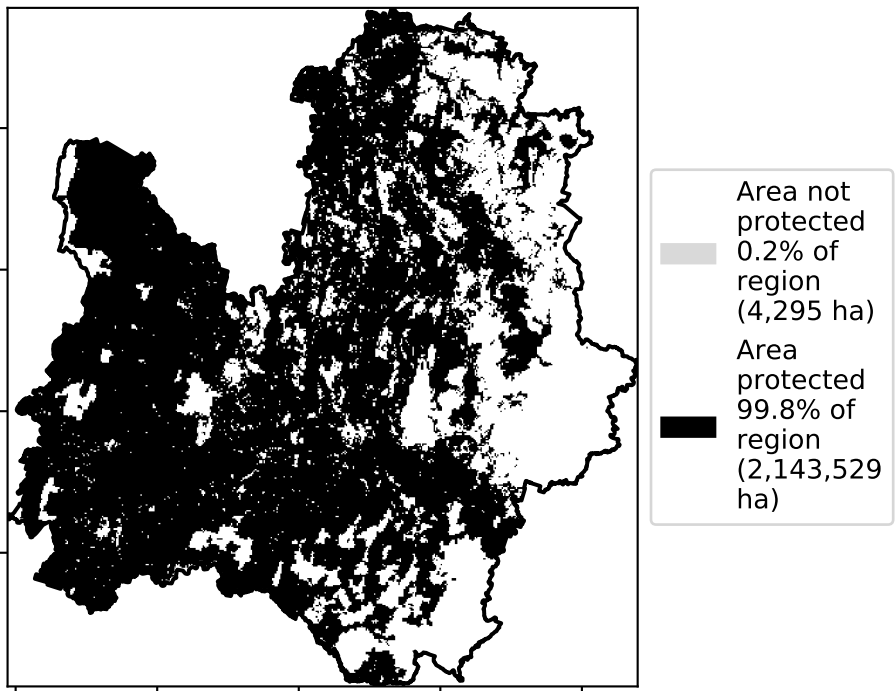 Area not
protected
0.2% of
region
(4,295 ha)
Area
protected
99.8% of
region
(2,143,529
ha)